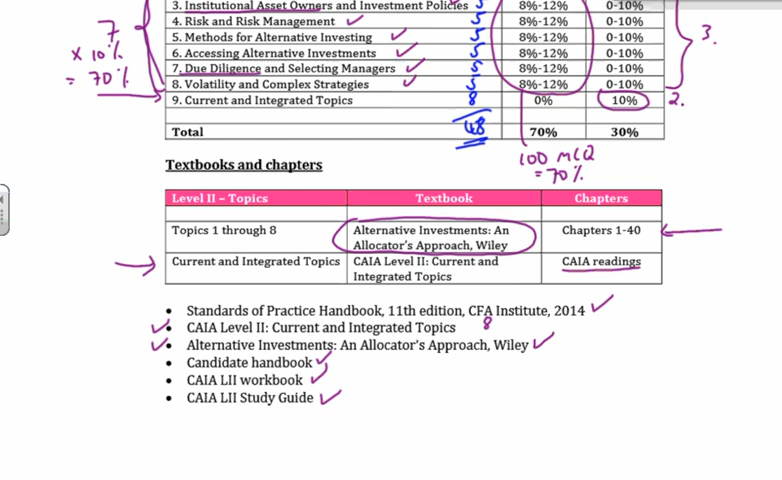 3. Institutional Asset Owners and Investment Policies 8%-12% 0-10%
7 4. Risk and Risk Management 5 8%-12% 0-10%
3.
x 10% 5. Methods for Alternative Investing 5 8%-12% 0-10%
6. Accessing Alternative Investments 5 8%-12% 0-10%
= 70% 7. Due Diligence and Selecting Managers 5 8%-12% 0-10%
8. Volatility and Complex Strategies 5 8%-12% 0-10%
9. Current and Integrated Topics 8 0% 10% 2.
Total 48 70% 30%
100 MCQ
= 70%
Textbooks and chapters
Level II – Topics Textbook Chapters
Topics 1 through 8 Alternative Investments: An Chapters 1-40
Allocator's Approach, Wiley
Current and Integrated Topics CAIA Level II: Current and CAIA readings
Integrated Topics
• Standards of Practice Handbook, 11th edition, CFA Institute, 2014
• CAIA Level II: Current and Integrated Topics 8
• Alternative Investments: An Allocator's Approach, Wiley
• Candidate handbook
• CAIA LII workbook
• CAIA LII Study Guide